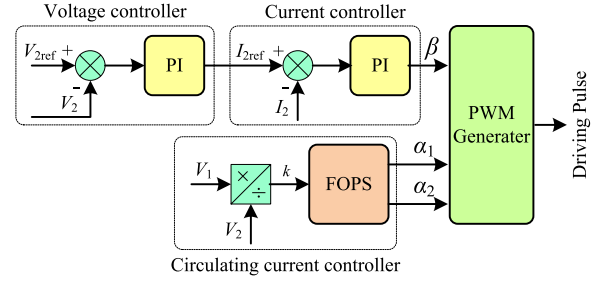 Voltage controller
Current controller
V2ref +
-
V2
PI
I2ref +
-
I2
PI
β
PWM
Generater
Driving Pulse
V1
×
÷
V2
k
FOPS
α1
α2
Circulating current controller